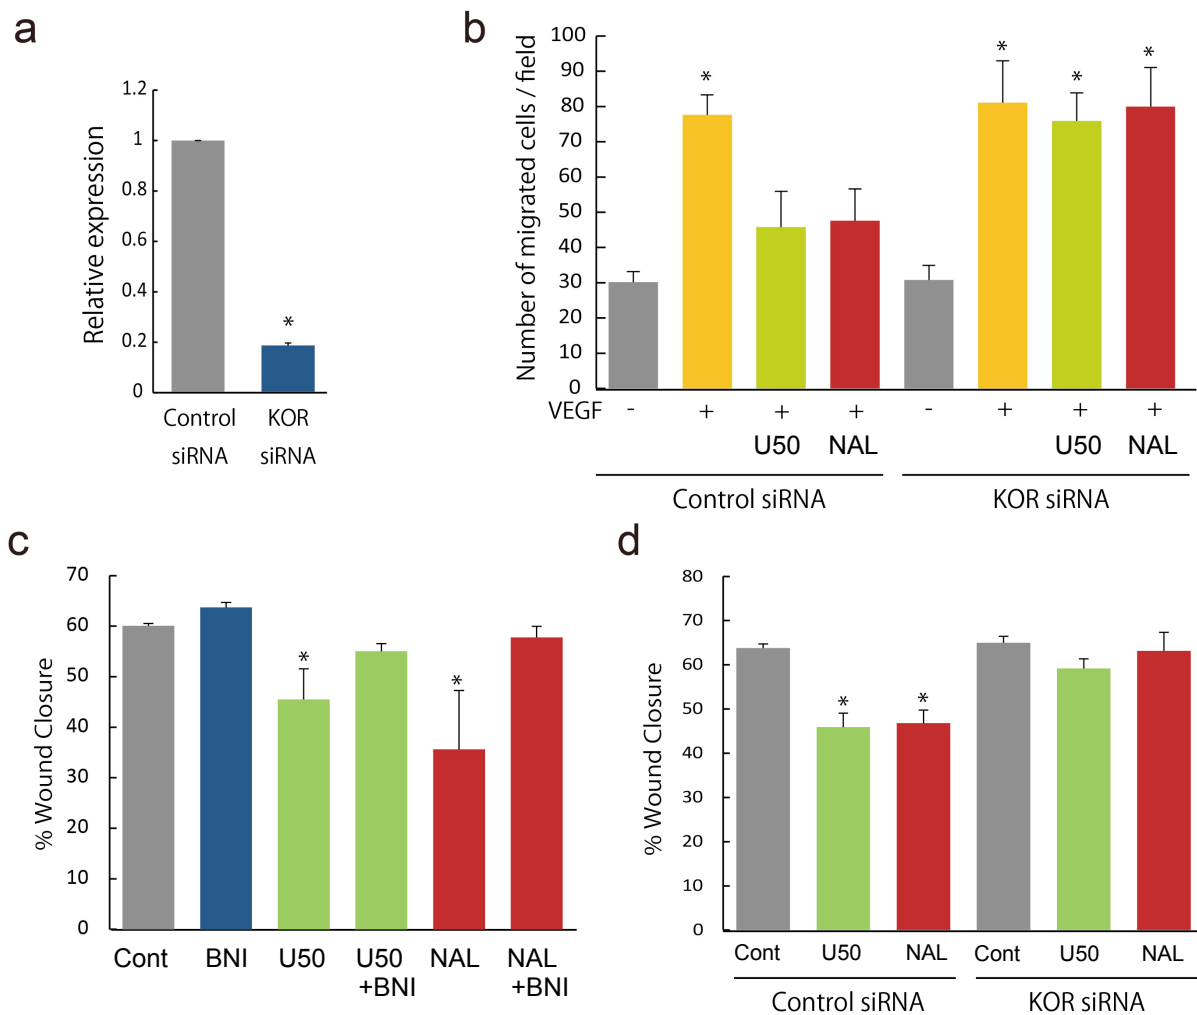 a
Relative expression
1.2
1
0.8
0.6
0.4
0.2
0
*
Control
siRNA
KOR
siRNA
b
Number of migrated cells / field
100
90
80
70
60
50
40
30
20
10
0
* * * *
VEGF - + + + - + + +
U50 NAL U50 NAL
Control siRNA KOR siRNA
c
% Wound Closure
70
60
50
40
30
20
10
0
* *
Cont BNI U50 U50 NAL NAL
+BNI +BNI
d
% Wound Closure
80
70
60
50
40
30
20
10
0
* *
Cont U50 NAL Cont U50 NAL
Control siRNA KOR siRNA